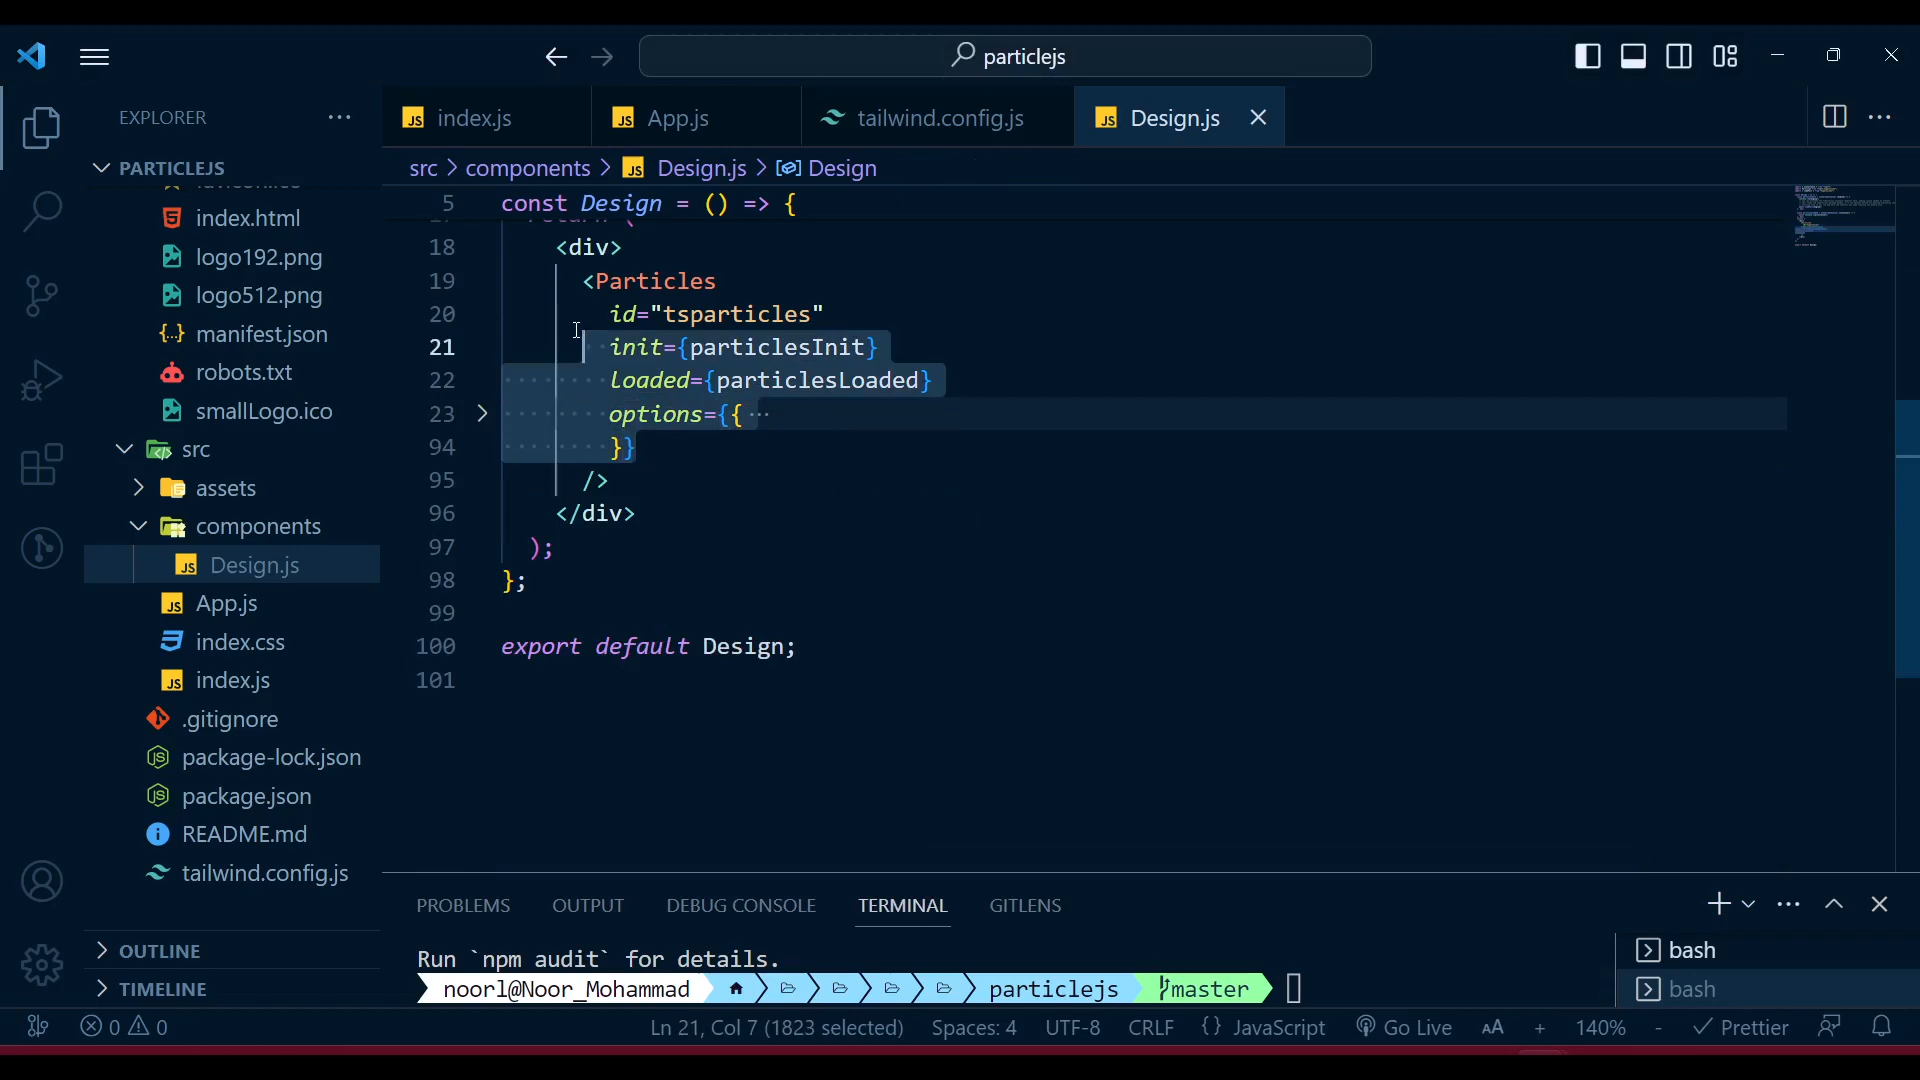 particlejs
EXPLORER
index.js
App.js
tailwind.config.js
Design.js
PARTICLEJS
src > components > Design.js > Design
index.html
logo192.png
logo512.png
manifest.json
robots.txt
smallLogo.ico
src
assets
components
Design.js
App.js
index.css
index.js
.gitignore
package-lock.json
package.json
README.md
tailwind.config.js
OUTLINE
TIMELINE
5 const Design = () => {
18 <div>
19 <Particles
20 id="tsparticles"
21 init={particlesInit}
22 loaded={particlesLoaded}
23 options={{ ···
94 }}
95 />
96 </div>
97 );
98 };
99
100 export default Design;
101
PROBLEMS OUTPUT DEBUG CONSOLE TERMINAL GITLENS
Run `npm audit` for details.
noorl@Noor_Mohammad particlejs master
bash
bash
0 0 Ln 21, Col 7 (1823 selected) Spaces: 4 UTF-8 CRLF {} JavaScript Go Live AA + 140% - Prettier